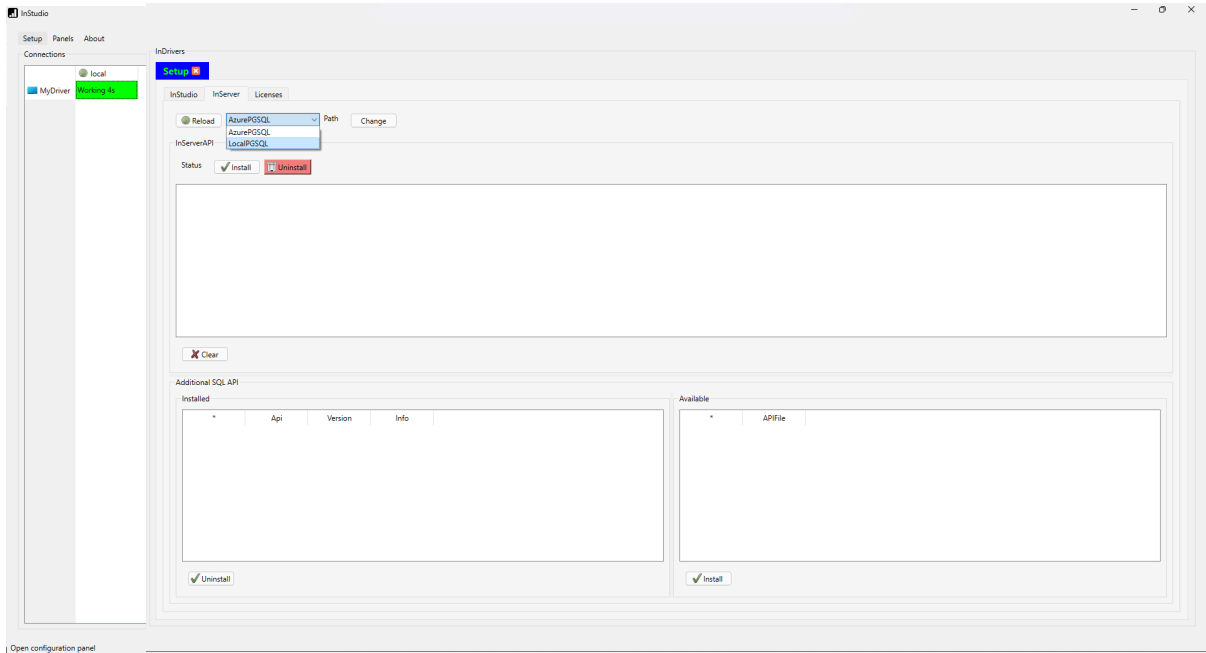 InStudio
Setup Panels About
Connections
InDrivers
local
Setup
MyDriver Working 4s
InStudio InServer Licenses
Reload AzurePGSQL Path Change
AzurePGSQL
LocalPGSQL
InServerAPI
Status Install Uninstall
Clear
Additional SQL API
Installed
Available
* Api Version Info
* APIFile
Uninstall
Install
Open configuration panel